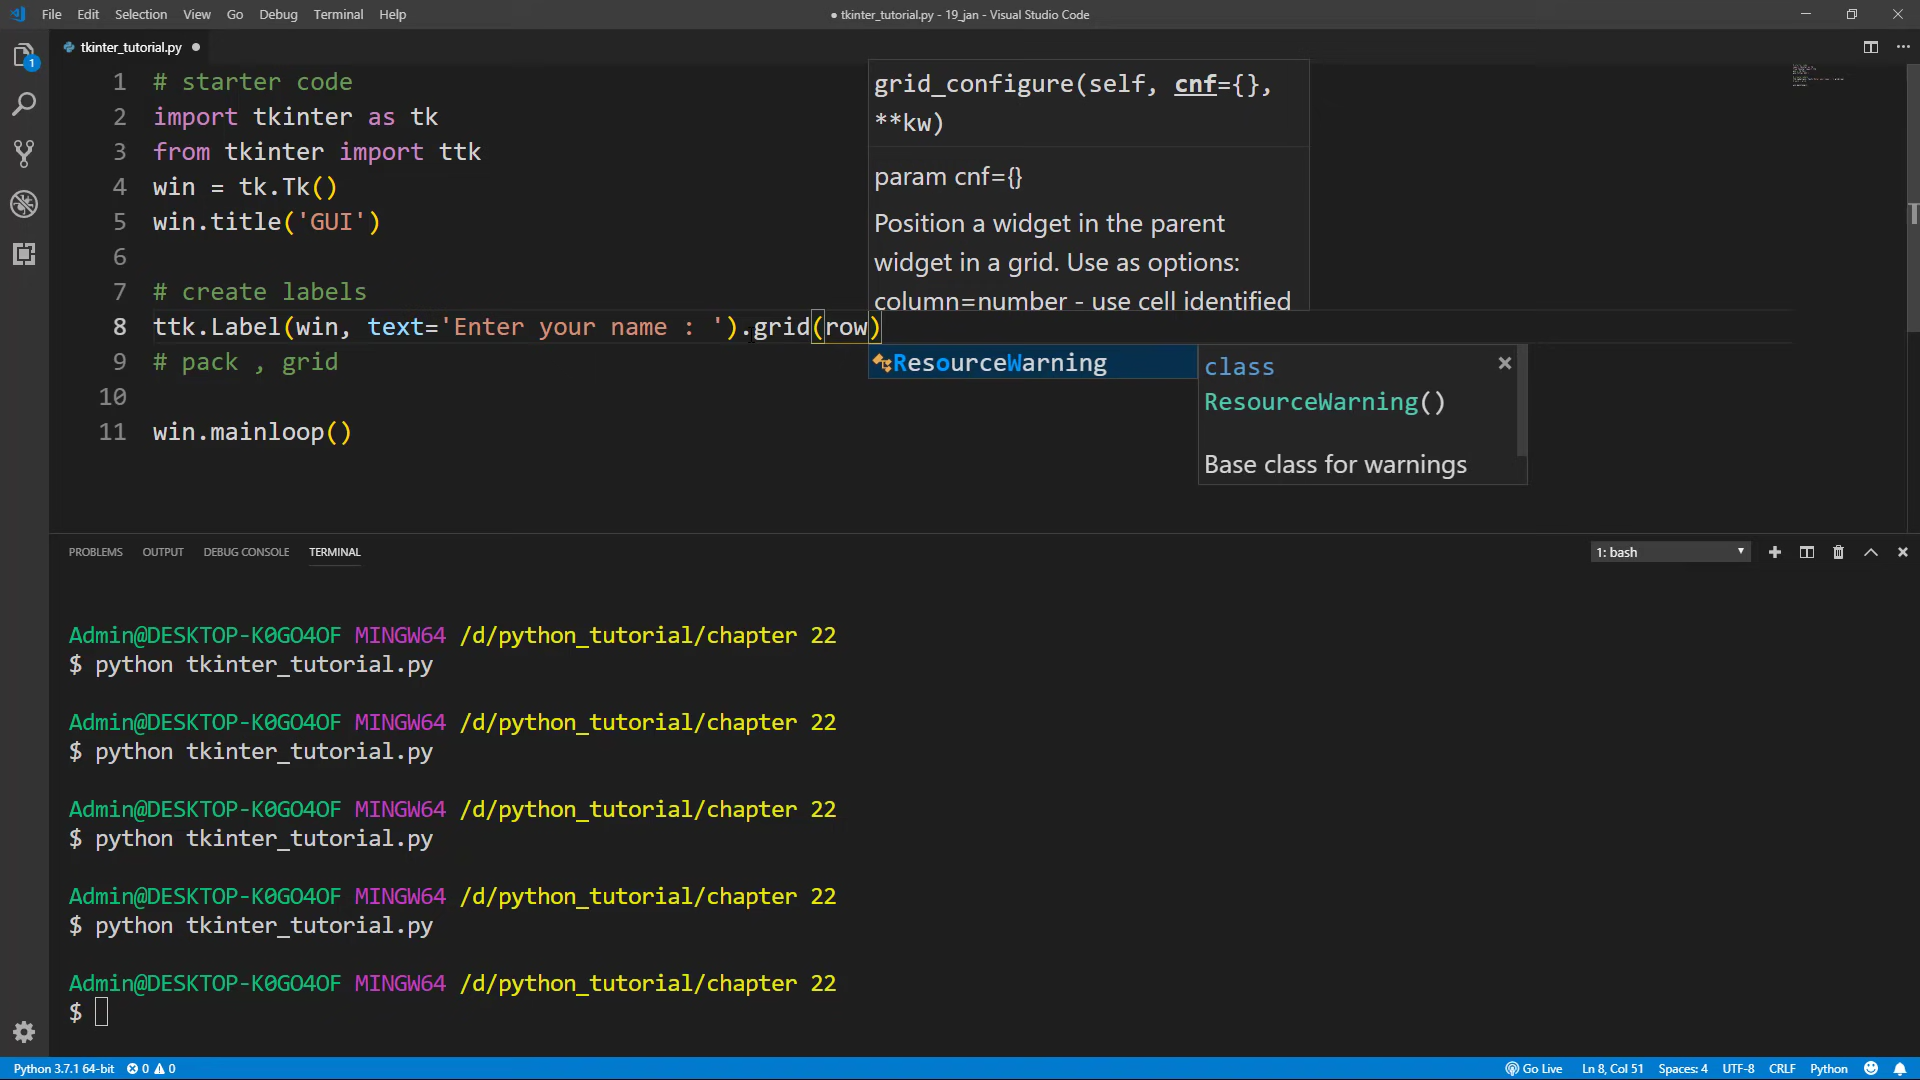 File Edit Selection View Go Debug Terminal Help
● tkinter_tutorial.py - 19_jan - Visual Studio Code
tkinter_tutorial.py ●
1 # starter code
2 import tkinter as tk
3 from tkinter import ttk
4 win = tk.Tk()
5 win.title('GUI')
6
7 # create labels
8 ttk.Label(win, text='Enter your name : ').grid(row)
9 # pack , grid
10
11 win.mainloop()
grid_configure(self, cnf={},
**kw)
param cnf={}
Position a widget in the parent
widget in a grid. Use as options:
column=number - use cell identified
ResourceWarning
class
ResourceWarning()
Base class for warnings
1
PROBLEMS OUTPUT DEBUG CONSOLE TERMINAL
1: bash
Admin@DESKTOP-K0GO4OF MINGW64 /d/python_tutorial/chapter 22
$ python tkinter_tutorial.py
Admin@DESKTOP-K0GO4OF MINGW64 /d/python_tutorial/chapter 22
$ python tkinter_tutorial.py
Admin@DESKTOP-K0GO4OF MINGW64 /d/python_tutorial/chapter 22
$ python tkinter_tutorial.py
Admin@DESKTOP-K0GO4OF MINGW64 /d/python_tutorial/chapter 22
$ python tkinter_tutorial.py
Admin@DESKTOP-K0GO4OF MINGW64 /d/python_tutorial/chapter 22
$
Python 3.7.1 64-bit 0 0
Go Live Ln 8, Col 51 Spaces: 4 UTF-8 CRLF Python